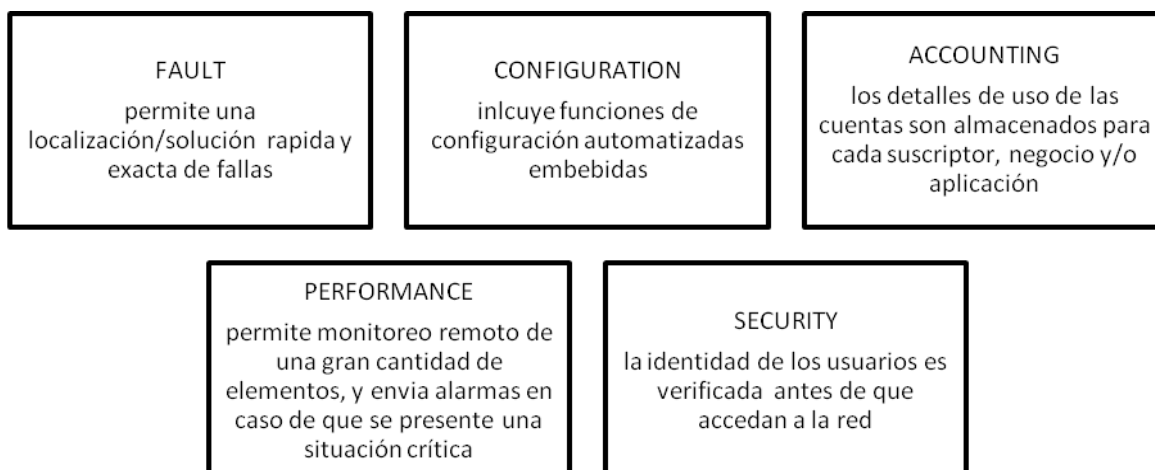 FAULT
permite una
localización/solución rapida y
exacta de fallas
CONFIGURATION
inlcuye funciones de
configuración automatizadas
embebidas
ACCOUNTING
los detalles de uso de las
cuentas son almacenados para
cada suscriptor, negocio y/o
aplicación
PERFORMANCE
permite monitoreo remoto de
una gran cantidad de
elementos, y envia alarmas en
caso de que se presente una
situación crítica
SECURITY
la identidad de los usuarios es
verificada antes de que
accedan a la red